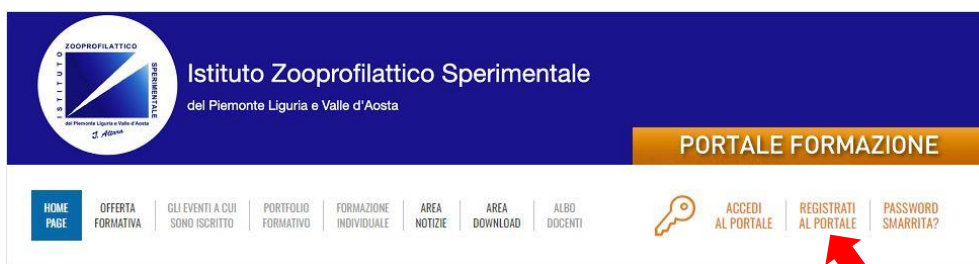 ZOOPROFILATTICO
ISTITUTO
SPERIMENTALE
del Piemonte Liguria e Valle d'Aosta
Istituto Zooprofilattico Sperimentale
del Piemonte Liguria e Valle d'Aosta
PORTALE FORMAZIONE
HOME OFFERTA GLI EVENTI A CUI PORTFOLIO FORMAZIONE AREA AREA ALBO ACCEDI REGISTRATI PASSWORD
PAGE FORMATIVA SONO ISCRITTO FORMATIVO INDIVIDUALE NOTIZIE DOWNLOAD DOCENTI AL PORTALE AL PORTALE SMARRITA?